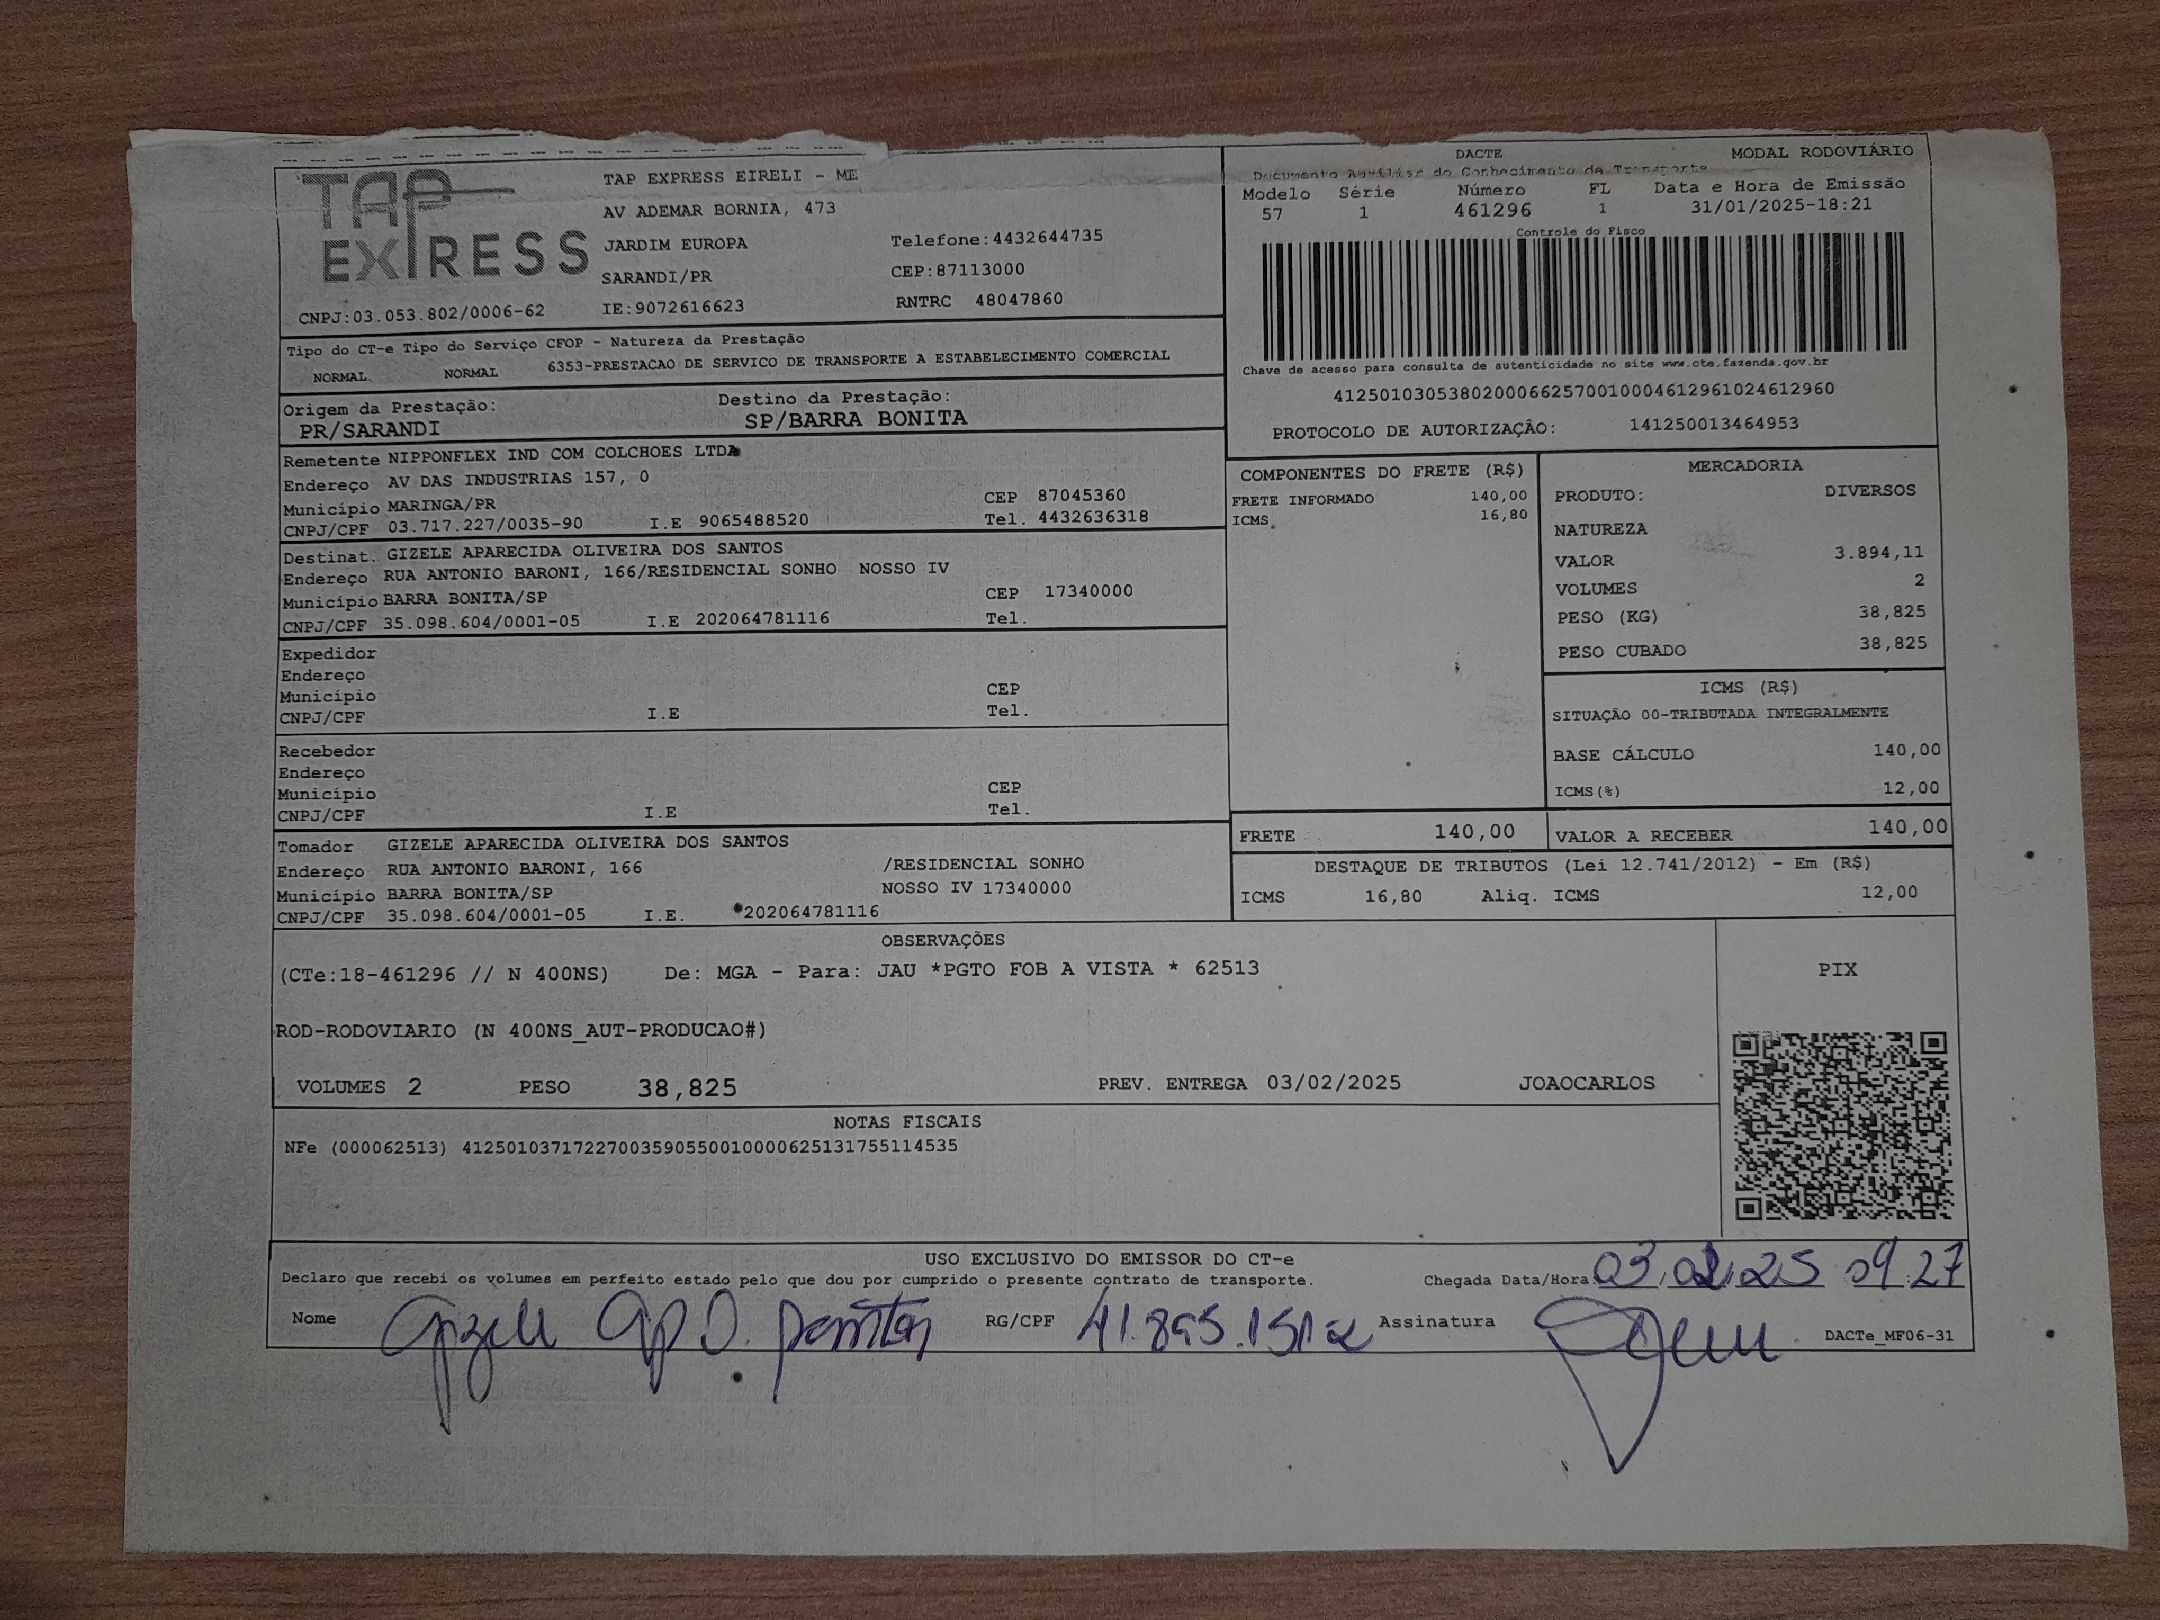 TAP EXPRESS
TAP EXPRESS EIRELI - ME
AV ADEMAR BORNIA, 473
JARDIM EUROPA Telefone:4432644735
SARANDI/PR CEP:87113000
CNPJ:03.053.802/0006-62 IE:9072616623 RNTRC 48047860
DACTE MODAL RODOVIÁRIO
Documento Auxiliar do Conhecimento de Transporte
Modelo Série Número FL Data e Hora de Emissão
57 1 461296 1 31/01/2025-18:21
Controle do Fisco
Chave de acesso para consulta de autenticidade no site www.cte.fazenda.gov.br
41250103053802000662570010004612961024612960
PROTOCOLO DE AUTORIZAÇÃO: 141250013464953
Tipo do CT-e Tipo do Serviço CFOP - Natureza da Prestação
NORMAL NORMAL 6353-PRESTACAO DE SERVICO DE TRANSPORTE A ESTABELECIMENTO COMERCIAL
Origem da Prestação: Destino da Prestação:
PR/SARANDI SP/BARRA BONITA
Remetente NIPPONFLEX IND COM COLCHOES LTDA
Endereço AV DAS INDUSTRIAS 157, 0
Município MARINGA/PR CEP 87045360
CNPJ/CPF 03.717.227/0035-90 I.E 9065488520 Tel. 4432636318
Destinat. GIZELE APARECIDA OLIVEIRA DOS SANTOS
Endereço RUA ANTONIO BARONI, 166/RESIDENCIAL SONHO NOSSO IV
Município BARRA BONITA/SP CEP 17340000
CNPJ/CPF 35.098.604/0001-05 I.E 202064781116 Tel.
Expedidor
Endereço
Município CEP
CNPJ/CPF I.E Tel.
Recebedor
Endereço
Município CEP
CNPJ/CPF I.E Tel.
Tomador GIZELE APARECIDA OLIVEIRA DOS SANTOS
Endereço RUA ANTONIO BARONI, 166 /RESIDENCIAL SONHO
Município BARRA BONITA/SP NOSSO IV 17340000
CNPJ/CPF 35.098.604/0001-05 I.E. 202064781116
COMPONENTES DO FRETE (R$)
FRETE INFORMADO 140,00
ICMS 16,80
MERCADORIA
PRODUTO: DIVERSOS
NATUREZA
VALOR 3.894,11
VOLUMES 2
PESO (KG) 38,825
PESO CUBADO 38,825
ICMS (R$)
SITUAÇÃO 00-TRIBUTADA INTEGRALMENTE
BASE CÁLCULO 140,00
ICMS(%) 12,00
FRETE 140,00 VALOR A RECEBER 140,00
DESTAQUE DE TRIBUTOS (Lei 12.741/2012) - Em (R$)
ICMS 16,80 Aliq. ICMS 12,00
OBSERVAÇÕES
(CTe:18-461296 // N 400NS) De: MGA - Para: JAU *PGTO FOB A VISTA * 62513
ROD-RODOVIARIO (N 400NS_AUT-PRODUCAO#)
VOLUMES 2 PESO 38,825 PREV. ENTREGA 03/02/2025 JOAOCARLOS
PIX
NOTAS FISCAIS
NFe (000062513) 41250103717227003590550010000625131755114535
USO EXCLUSIVO DO EMISSOR DO CT-e
Declaro que recebi os volumes em perfeito estado pelo que dou por cumprido o presente contrato de transporte. Chegada Data/Hora 03.02.25 09:27
Nome Gizele Ap O. RG/CPF Assinatura
DACTe_MF06-31